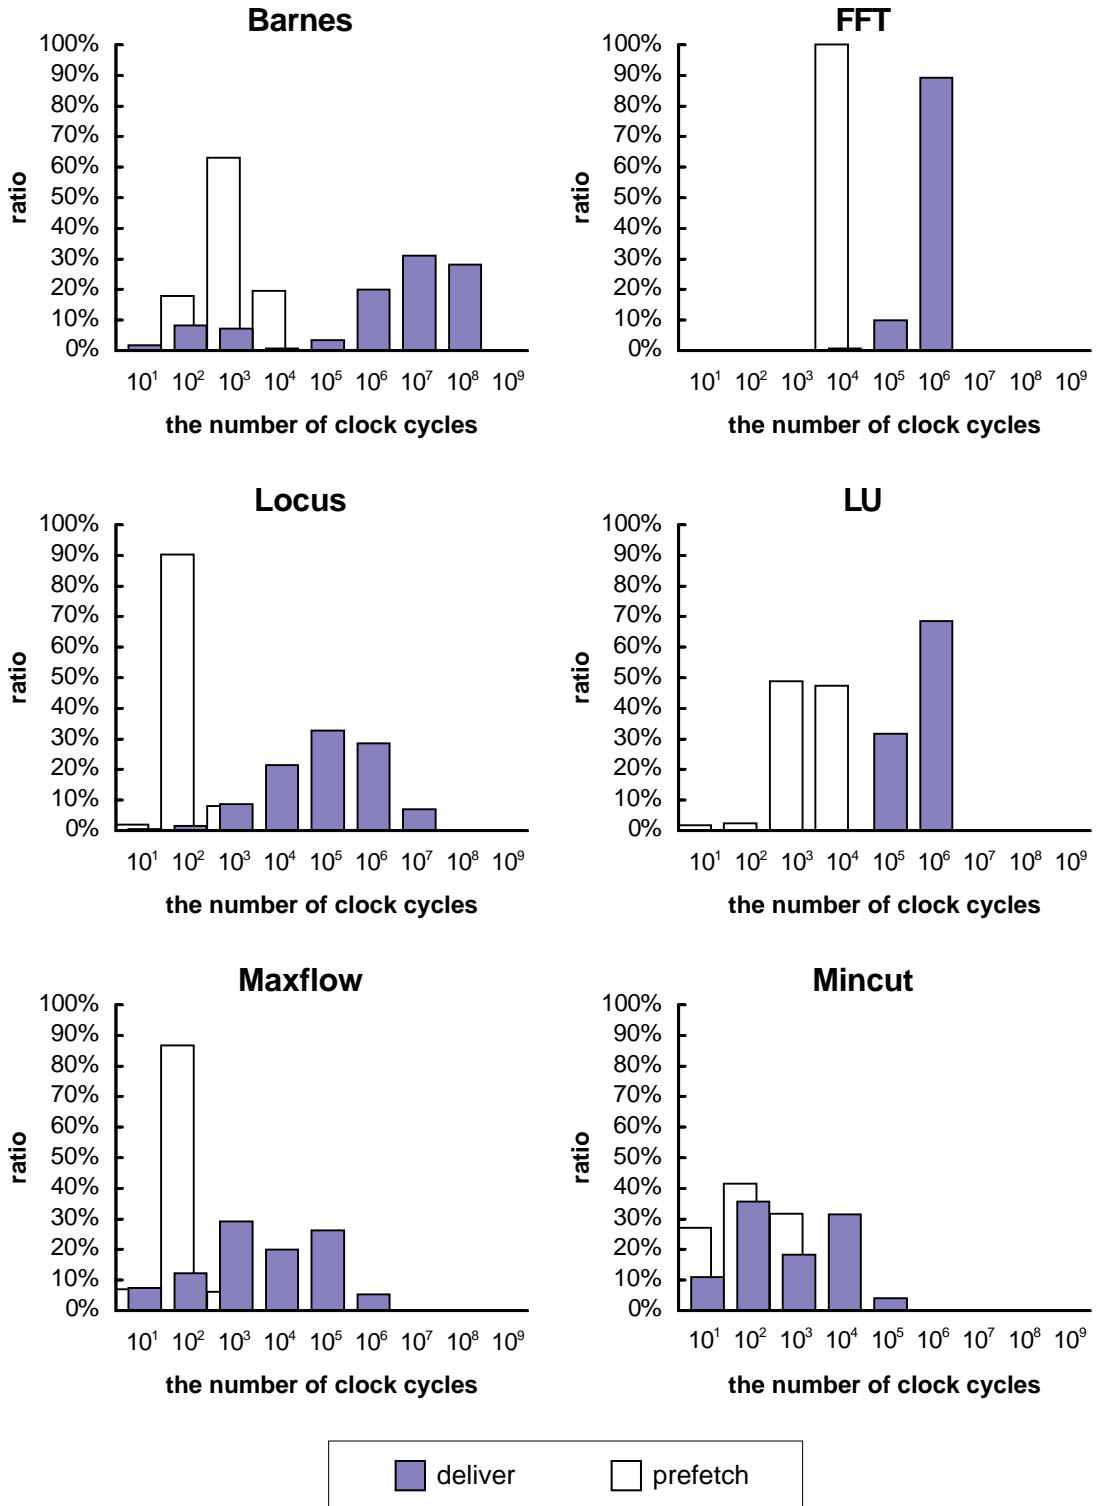 Barnes
100%
90%
80%
70%
60%
50%
40%
30%
20%
10%
0%
ratio
10¹ 10² 10³ 10⁴ 10⁵ 10⁶ 10⁷ 10⁸ 10⁹
the number of clock cycles
FFT
100%
90%
80%
70%
60%
50%
40%
30%
20%
10%
0%
ratio
10¹ 10² 10³ 10⁴ 10⁵ 10⁶ 10⁷ 10⁸ 10⁹
the number of clock cycles
Locus
100%
90%
80%
70%
60%
50%
40%
30%
20%
10%
0%
ratio
10¹ 10² 10³ 10⁴ 10⁵ 10⁶ 10⁷ 10⁸ 10⁹
the number of clock cycles
LU
100%
90%
80%
70%
60%
50%
40%
30%
20%
10%
0%
ratio
10¹ 10² 10³ 10⁴ 10⁵ 10⁶ 10⁷ 10⁸ 10⁹
the number of clock cycles
Maxflow
100%
90%
80%
70%
60%
50%
40%
30%
20%
10%
0%
ratio
10¹ 10² 10³ 10⁴ 10⁵ 10⁶ 10⁷ 10⁸ 10⁹
the number of clock cycles
Mincut
100%
90%
80%
70%
60%
50%
40%
30%
20%
10%
0%
ratio
10¹ 10² 10³ 10⁴ 10⁵ 10⁶ 10⁷ 10⁸ 10⁹
the number of clock cycles
deliver prefetch